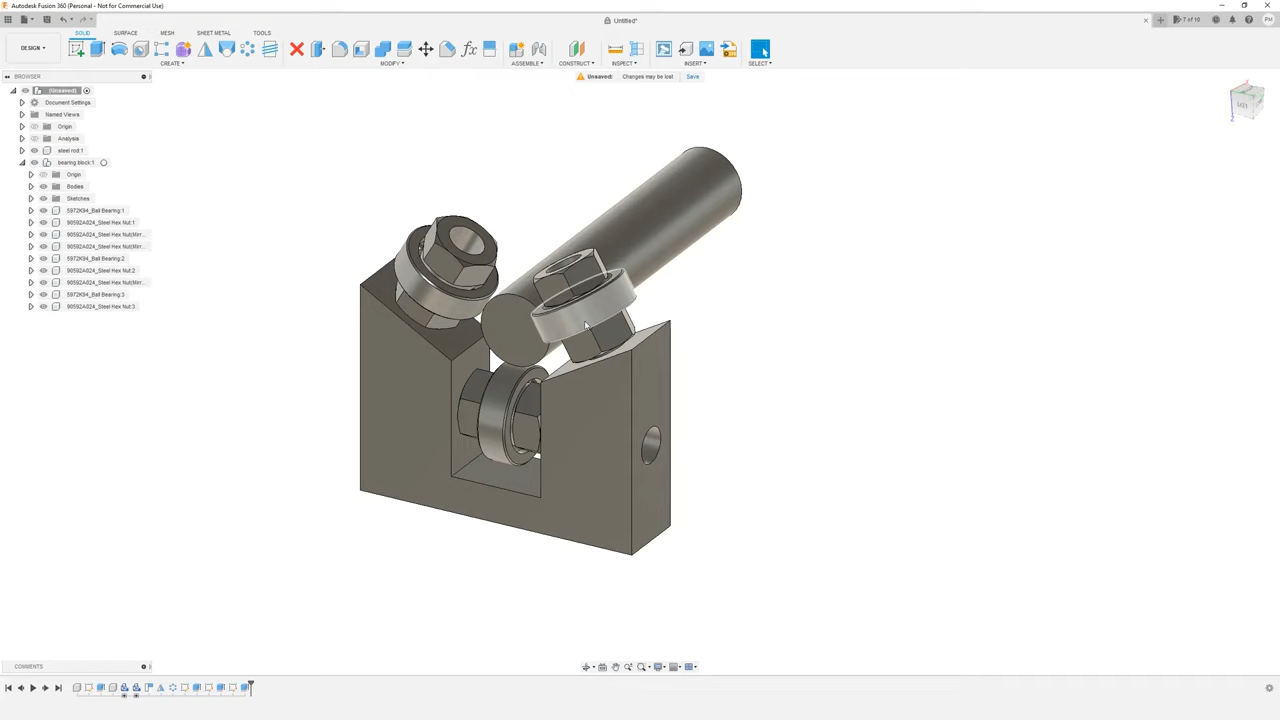 Autodesk Fusion 360 (Personal - Not for Commercial Use)
Untitled*
7 of 10
PM
DESIGN
SOLID SURFACE MESH SHEET METAL TOOLS
CREATE MODIFY ASSEMBLE CONSTRUCT INSPECT INSERT SELECT
BROWSER
Unsaved: Changes may be lost Save
(Unsaved)
Document Settings
Named Views
Origin
Analysis
steel rod:1
bearing block:1
Origin
Bodies
Sketches
5972K94_Ball Bearing:1
90592A024_Steel Hex Nut:1
90592A024_Steel Hex Nut(Mirr...
90592A024_Steel Hex Nut(Mirr...
5972K94_Ball Bearing:2
90592A024_Steel Hex Nut:2
90592A024_Steel Hex Nut(Mirr...
5972K94_Ball Bearing:3
90592A024_Steel Hex Nut:3
COMMENTS